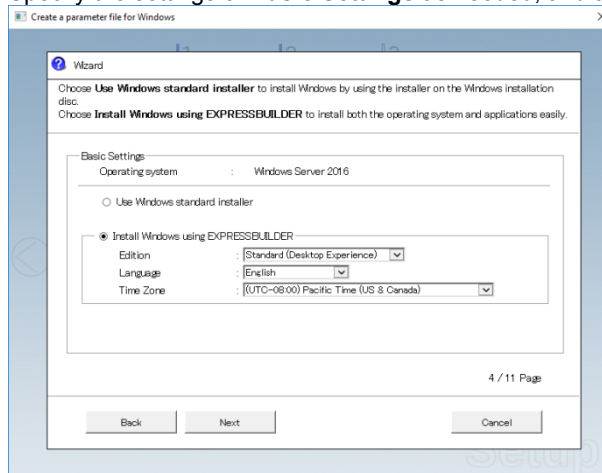 Create a parameter file for Windows
Wizard
Choose Use Windows standard installer to install Windows by using the installer on the Windows installation
disc.
Choose Install Windows using EXPRESSBUILDER to install both the operating system and applications easily.
Basic Settings
Operating system : Windows Server 2016
Use Windows standard installer
Install Windows using EXPRESSBUILDER
Edition : Standard (Desktop Experience)
Language : English
Time Zone : (UTC-08:00) Pacific Time (US & Canada)
4 / 11 Page
Back Next Cancel
Setup